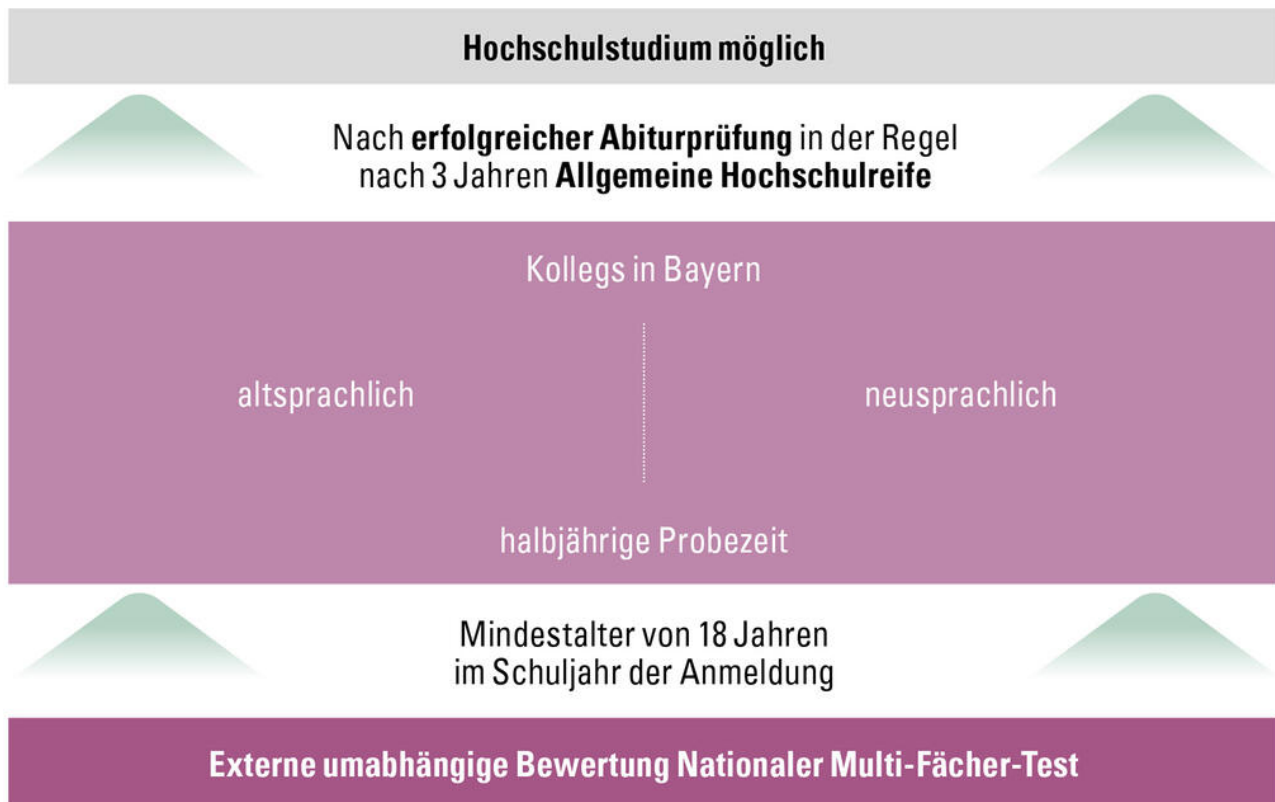 Hochschulstudium möglich
Nach erfolgreicher Abiturprüfung in der Regel
nach 3 Jahren Allgemeine Hochschulreife
Kollegs in Bayern
altsprachlich
neusprachlich
halbjährige Probezeit
Mindestalter von 18 Jahren
im Schuljahr der Anmeldung
Externe umabhängige Bewertung Nationaler Multi-Fächer-Test